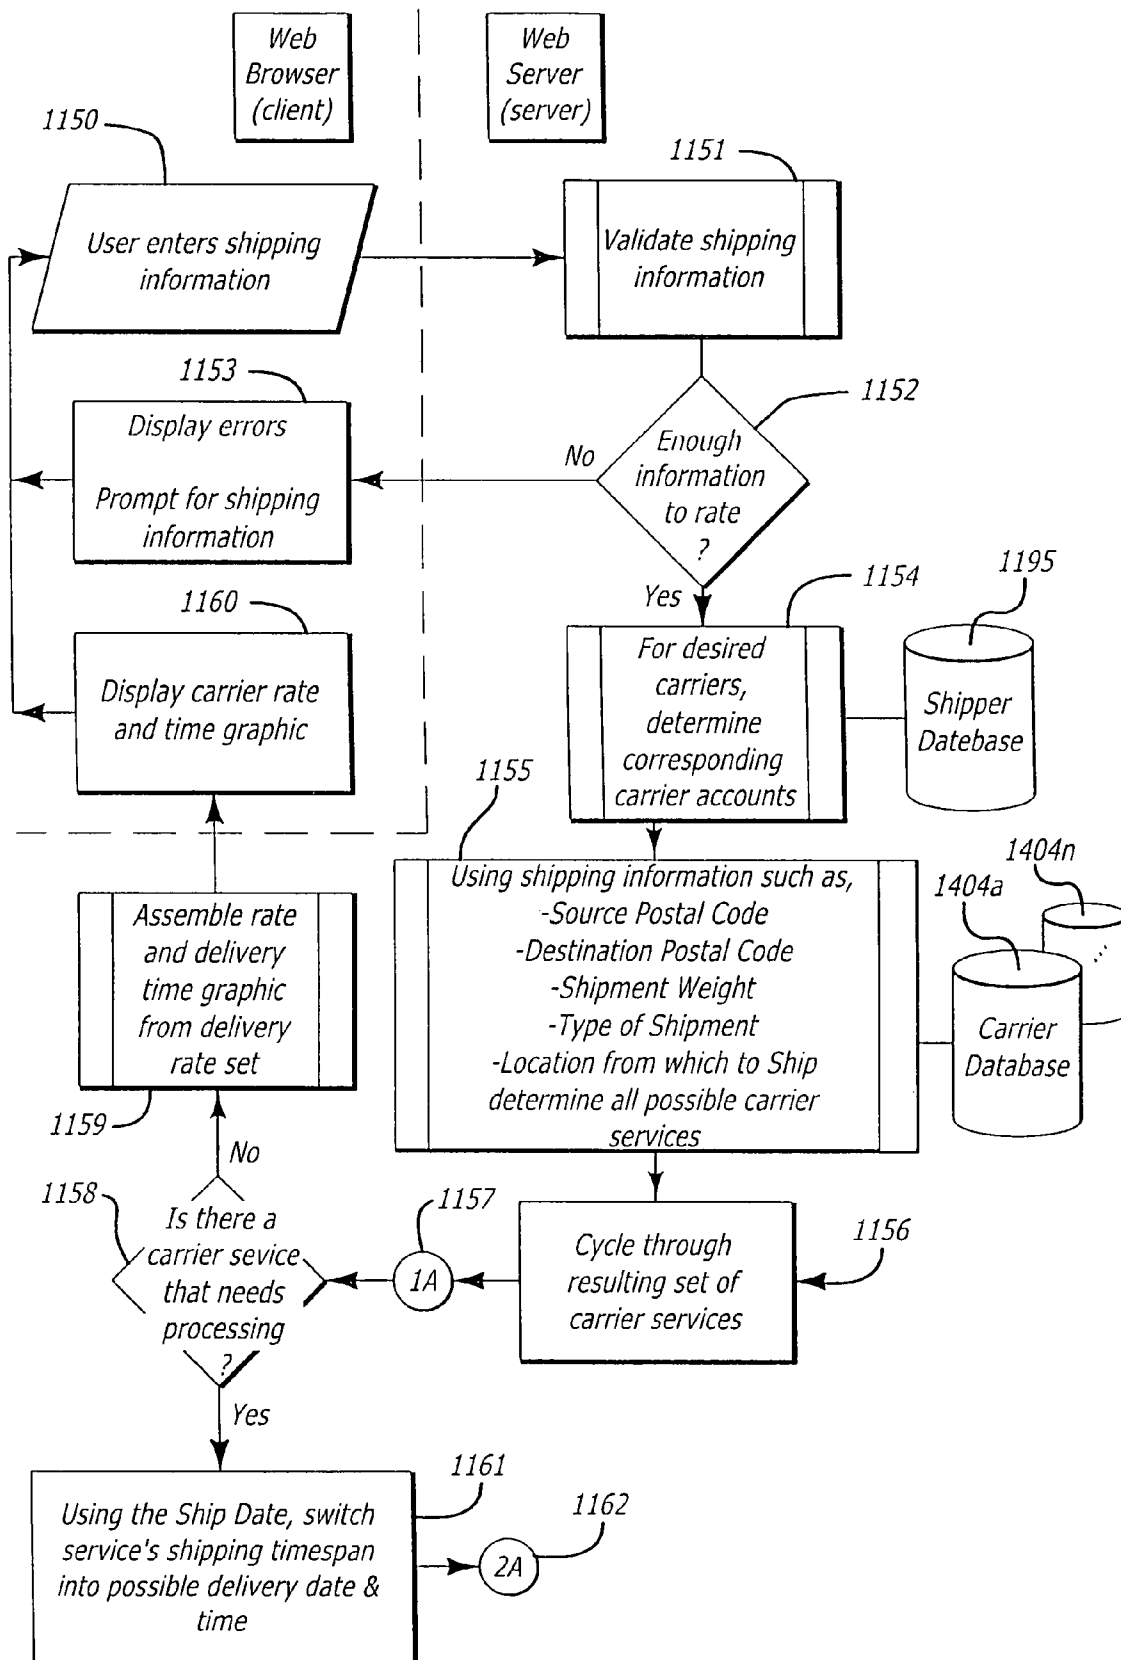 Web
Browser
(client)
Web
Server
(server)
1150
1151
User enters shipping
information
Validate shipping
information
1153
1152
Display errors
Prompt for shipping
information
No
Enough
information
to rate
?
Yes
1154
1195
1160
For desired
carriers,
determine
corresponding
carrier accounts
Shipper
Datebase
Display carrier rate
and time graphic
1155
1404n
1404a
Using shipping information such as,
-Source Postal Code
-Destination Postal Code
-Shipment Weight
-Type of Shipment
-Location from which to Ship
determine all possible carrier
services
Carrier
Database
Assemble rate
and delivery
time graphic
from delivery
rate set
1159
No
1158
1157
Is there a
carrier sevice
that needs
processing
?
1A
Cycle through
resulting set of
carrier services
1156
Yes
1161
1162
Using the Ship Date, switch
service's shipping timespan
into possible delivery date &
time
2A